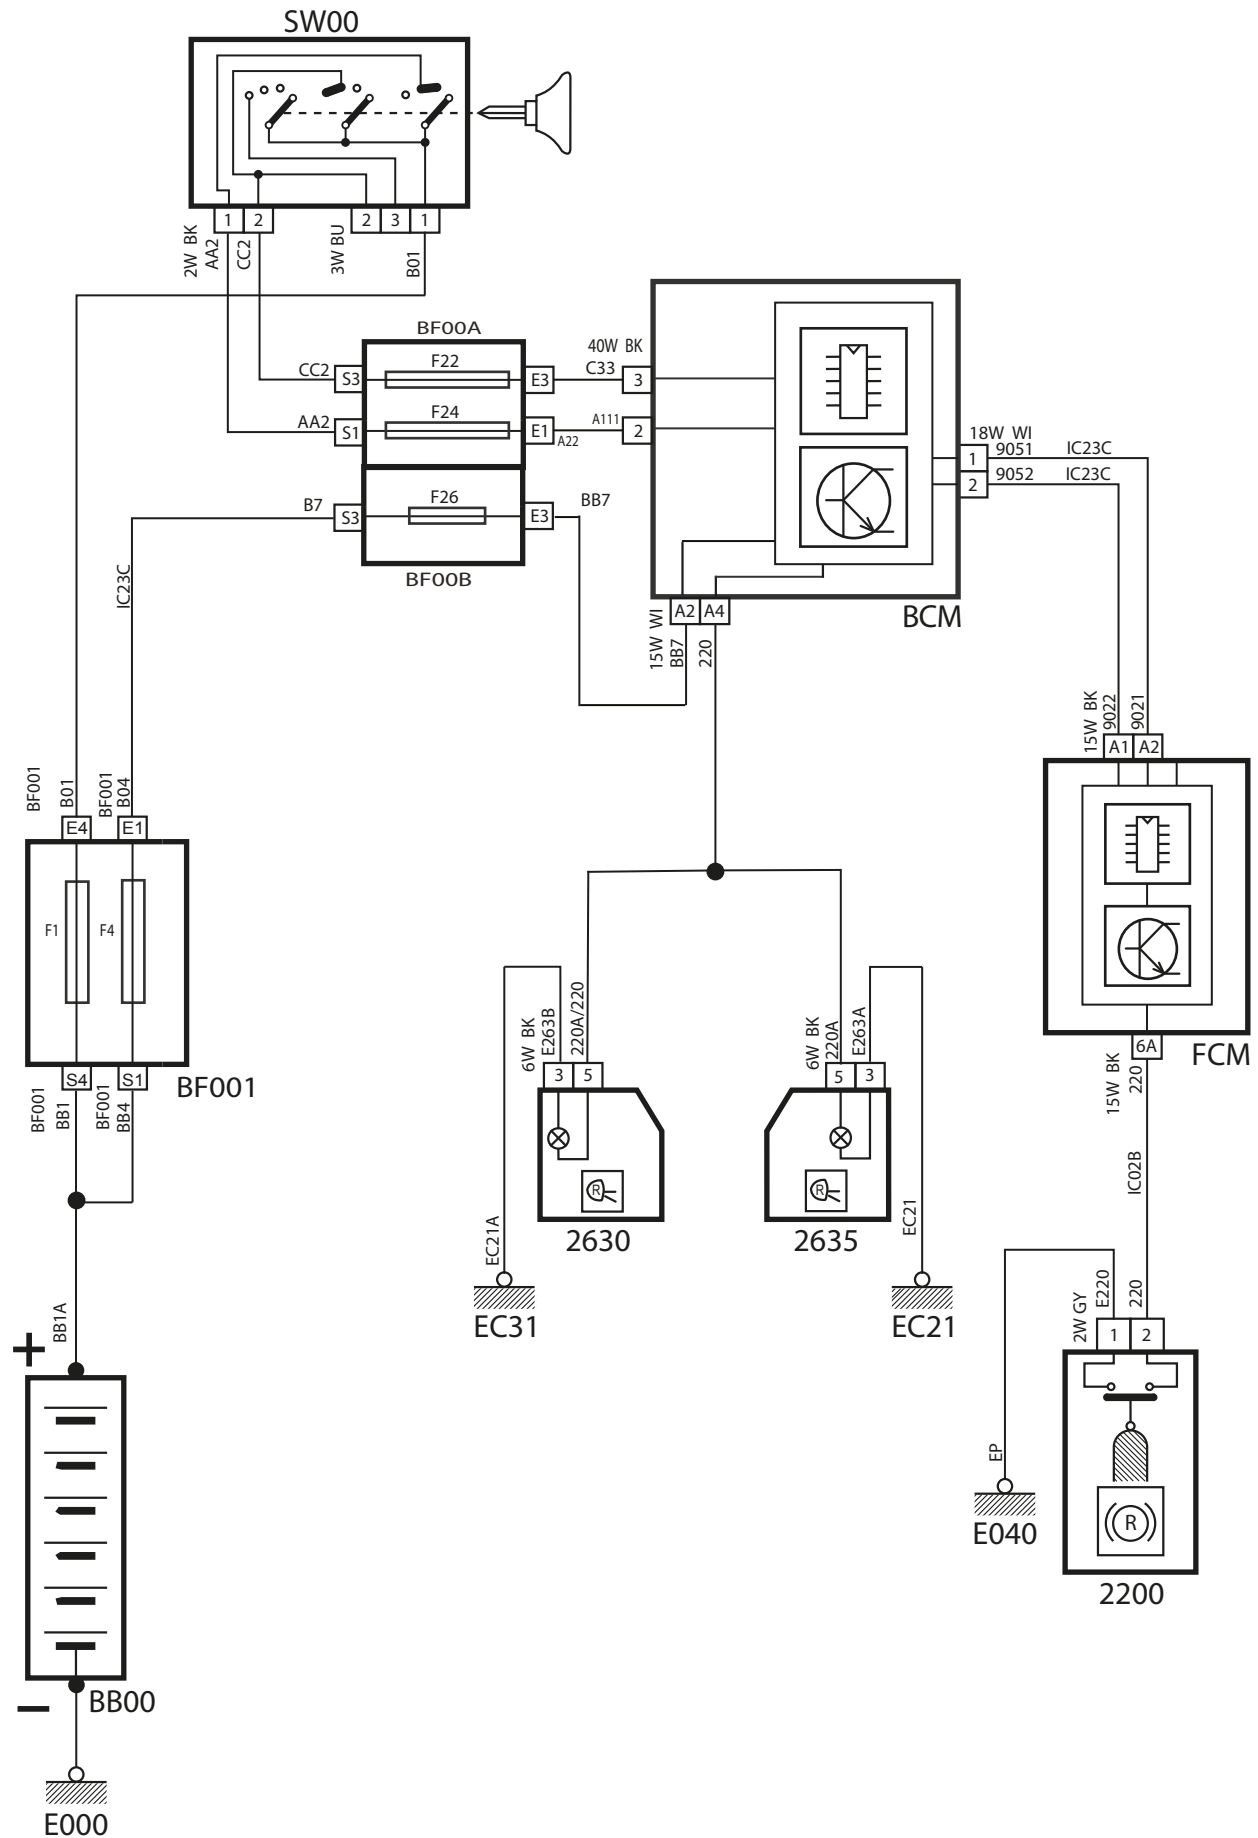 SW00
1 2 2 3 1
2W BK
AA2
CC2
3W BU
B01
BF00A
CC2 S3 F22 E3 C33 3
40W BK
AA2 S1 F24 E1 A22 A111 2
B7 S3 F26 E3 BB7
BF00B
IC23C
18W WI
1 9051 IC23C
2 9052 IC23C
A2 A4
BCM
15W WI
BB7
220
15W BK
9022
9021
A1 A2
BF001
B01
BF001
B04
E4 E1
F1 F4
S4 S1
BF001
BF001
BB1
BF001
BB4
6A
FCM
15W BK
220
6W BK
E263B
220A/220
3 5
6W BK
220A
E263A
5 3
R
R
2630
2635
IC02B
EC21A
EC21
EC31
EC21
BB1A
+
2W GY
E220
220
1 2
EP
E040
R
2200
BB00
–
E000